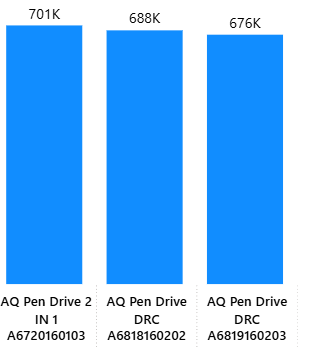 701K
688K
676K
AQ Pen Drive 2
IN 1
A6720160103
AQ Pen Drive
DRC
A6818160202
AQ Pen Drive
DRC
A6819160203